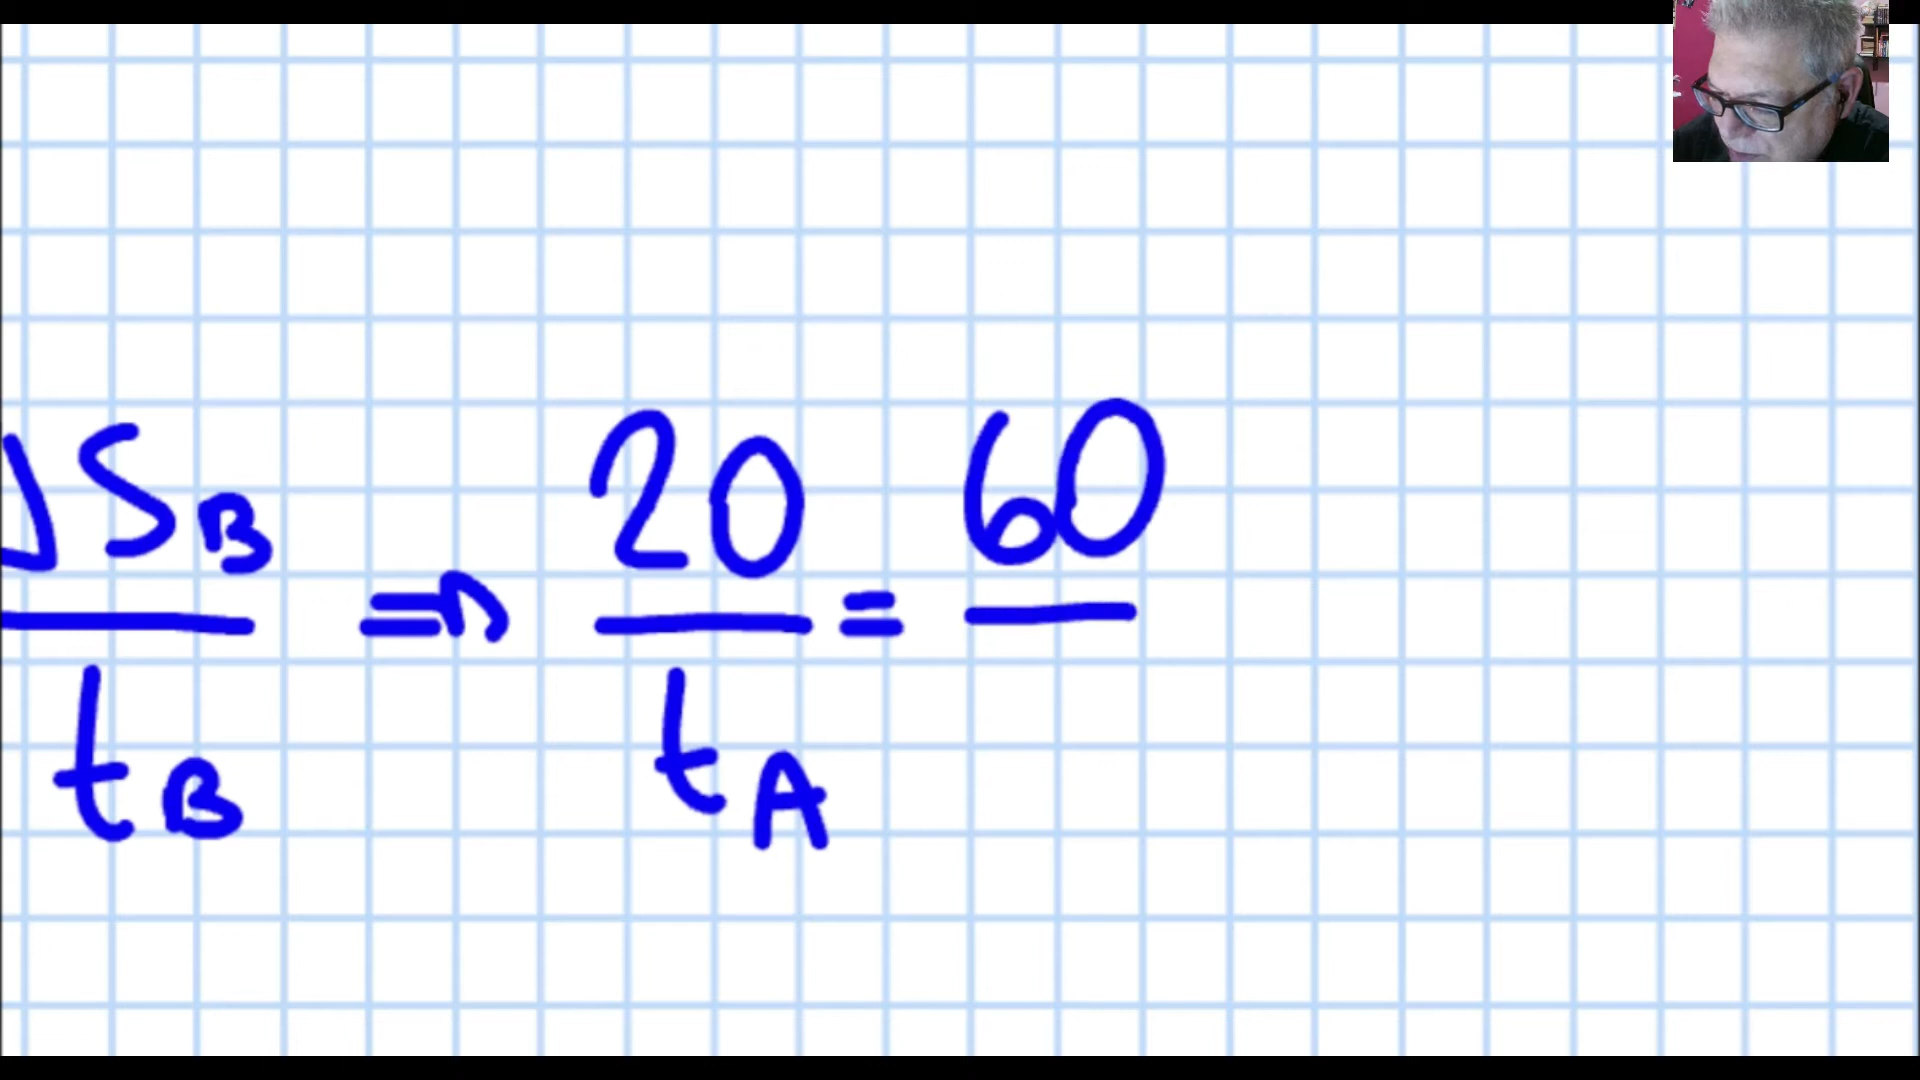 ΔS_B / t_B ⇒ 20 / t_A = 60 /